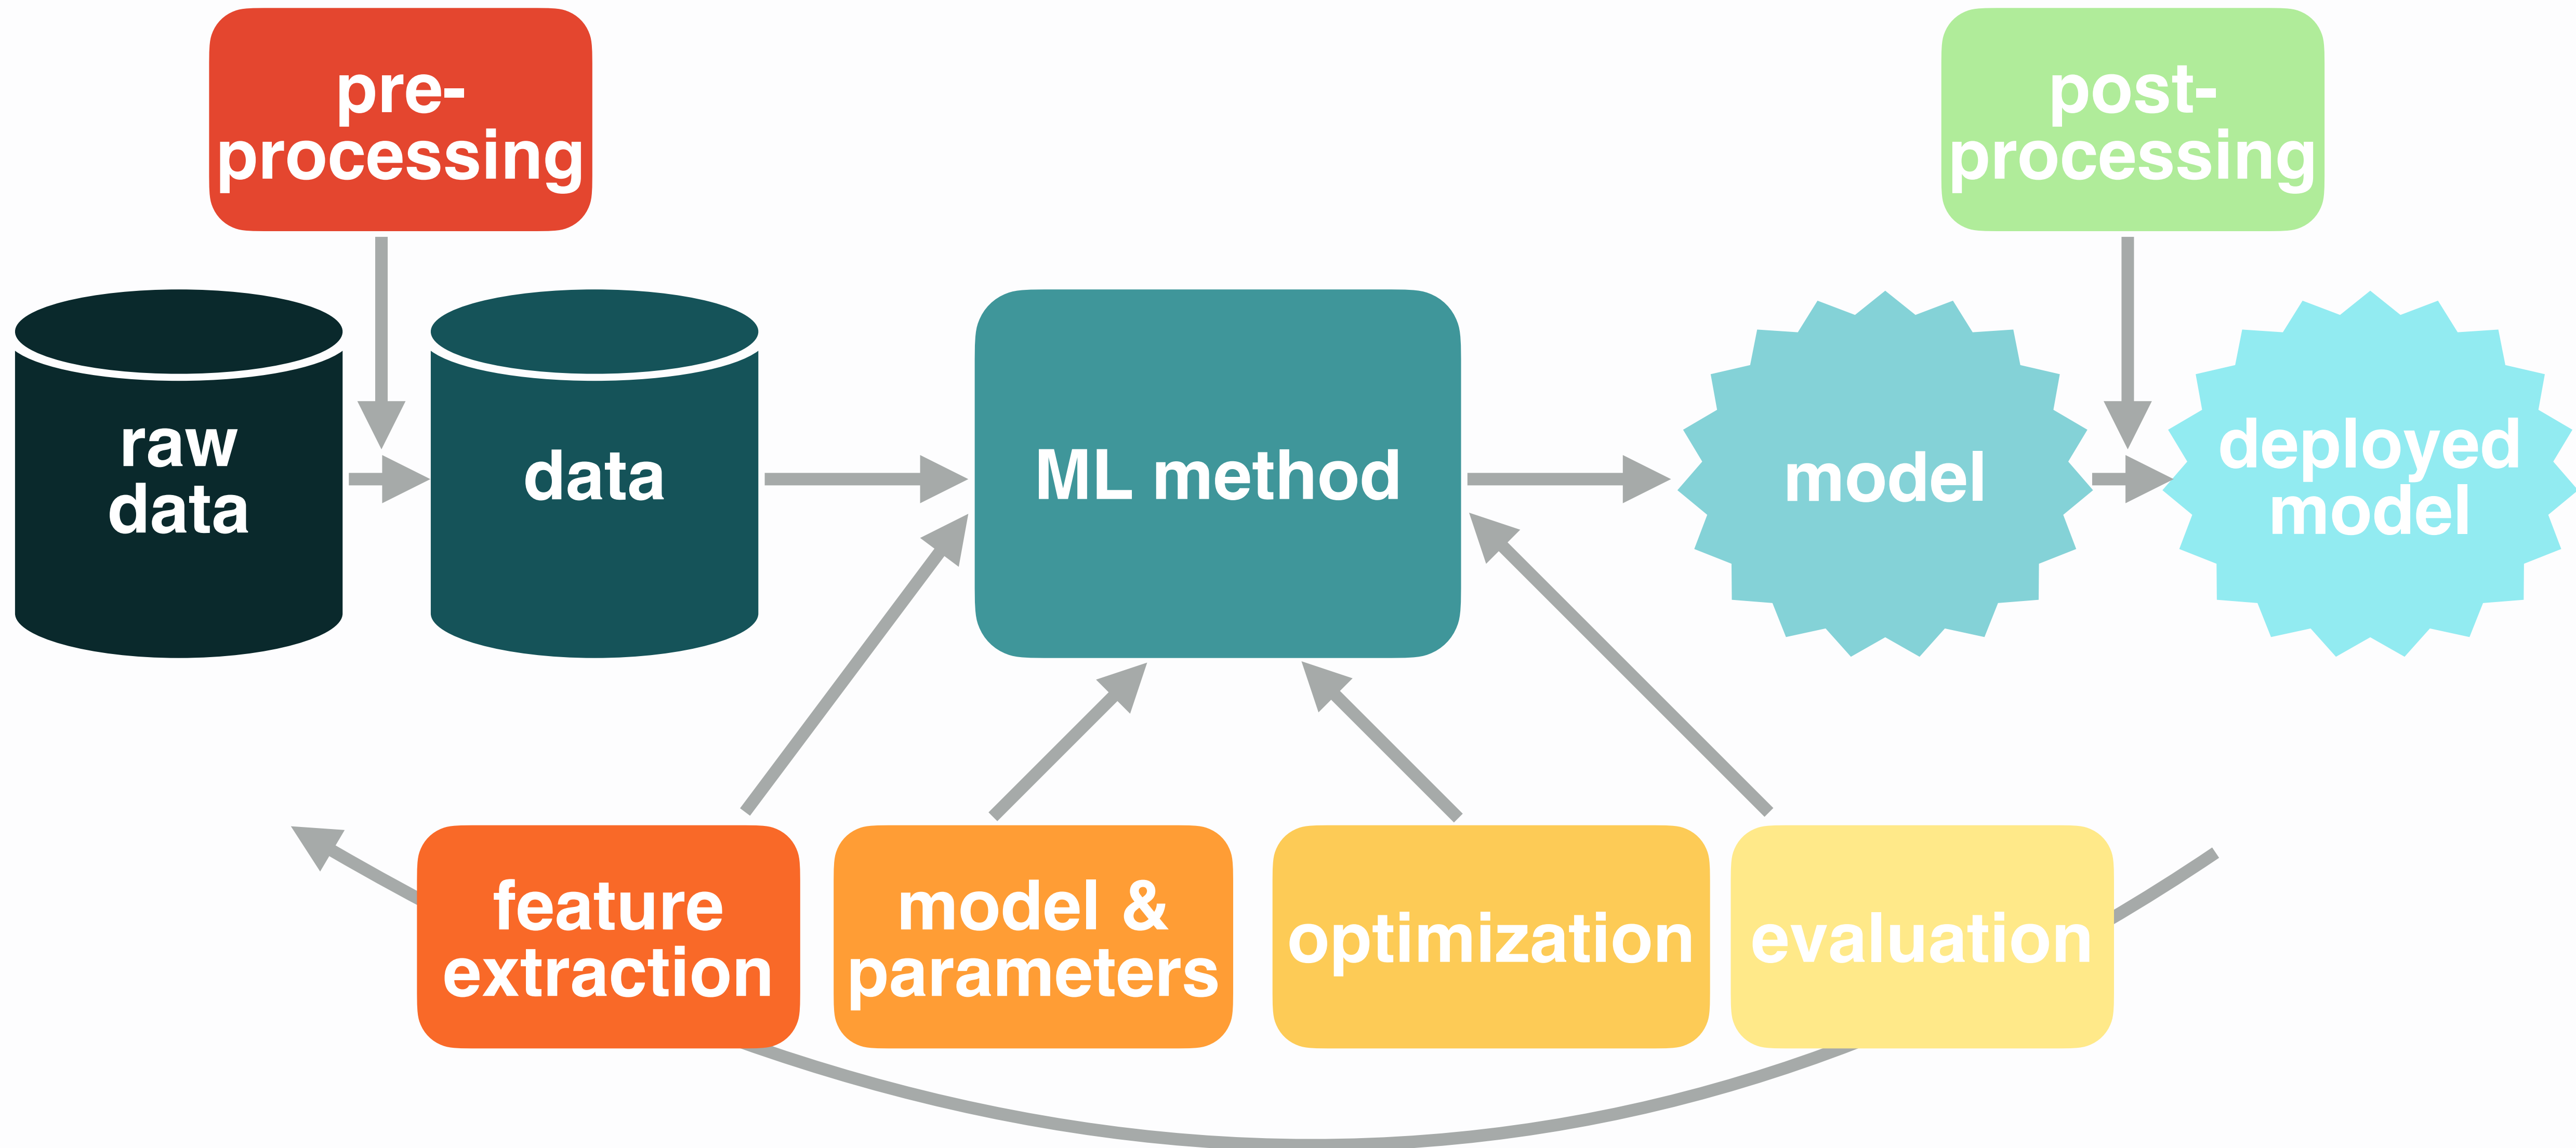 pre-
processing
post-
processing
raw
data
data
ML method
model
deployed
model
feature
extraction
model &
parameters
optimization
evaluation